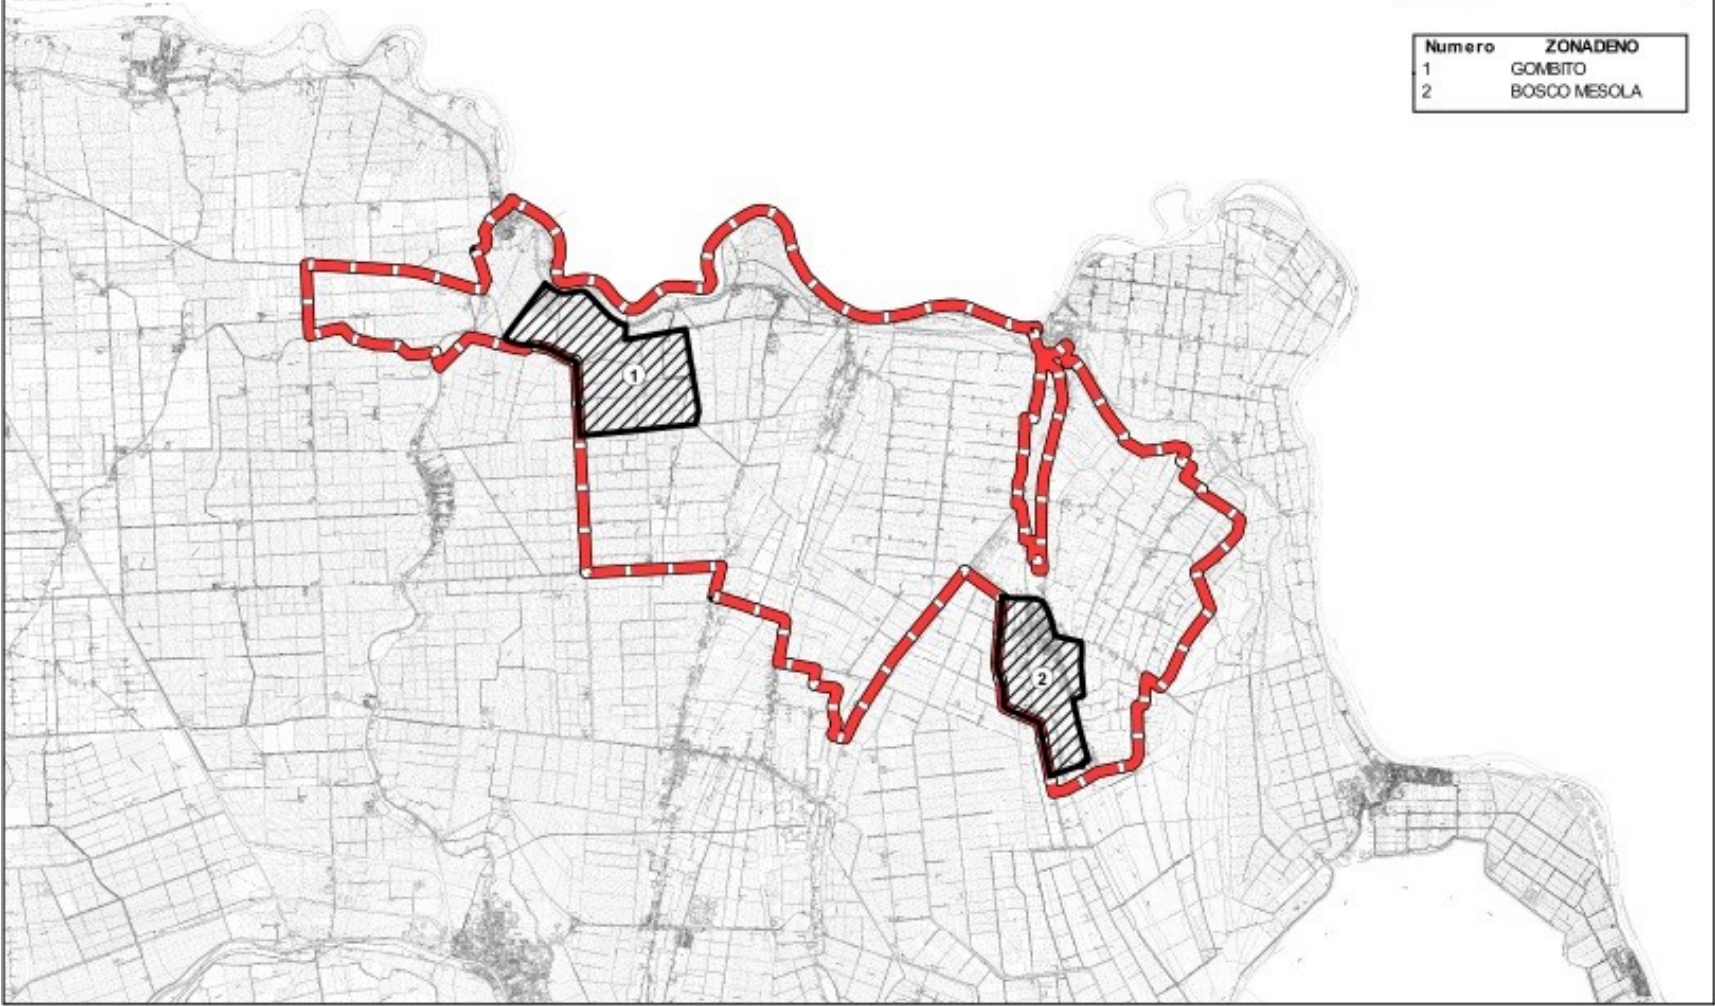 Numero ZONADENO
1 GOMBITO
2 BOSCO MESOLA
1
2